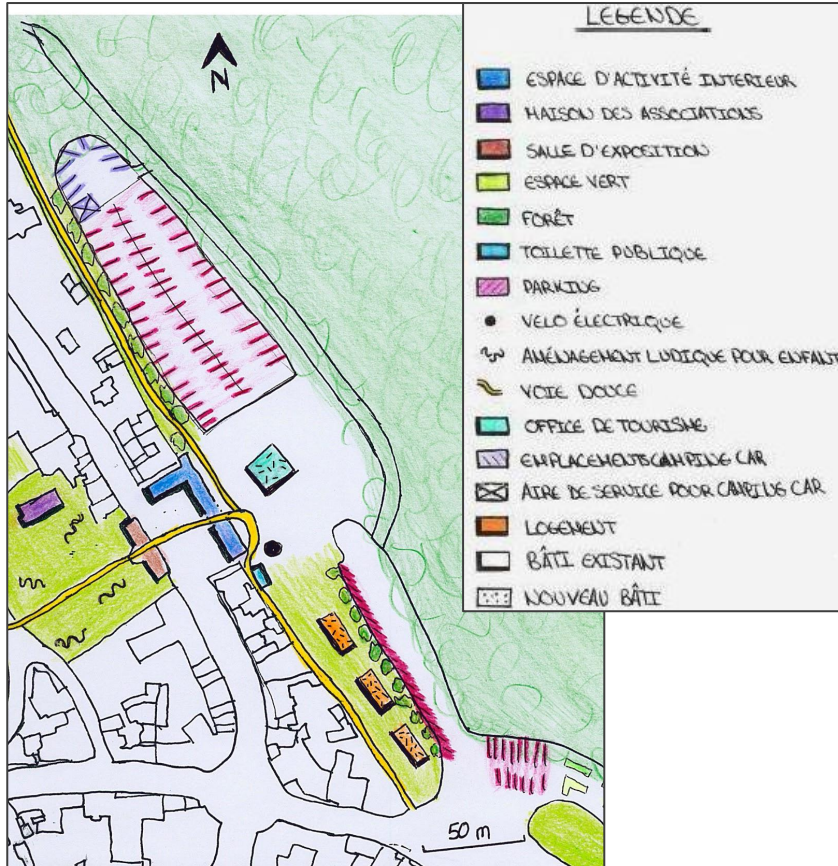 N
50 m
LEGENDE
ESPACE D'ACTIVITÉ INTERIEUR
MAISON DES ASSOCIATIONS
SALLE D'EXPOSITION
ESPACE VERT
FORÊT
TOILETTE PUBLIQUE
PARKING
VELO ÉLECTRIQUE
AMÉNAGEMENT LUDIQUE POUR ENFANT
VOIE DOUCE
OFFICE DE TOURISME
EMPLACEMENTS CAMPING CAR
AIRE DE SERVICE POUR CAMPING CAR
LOGEMENT
BÂTI EXISTANT
NOUVEAU BÂTI